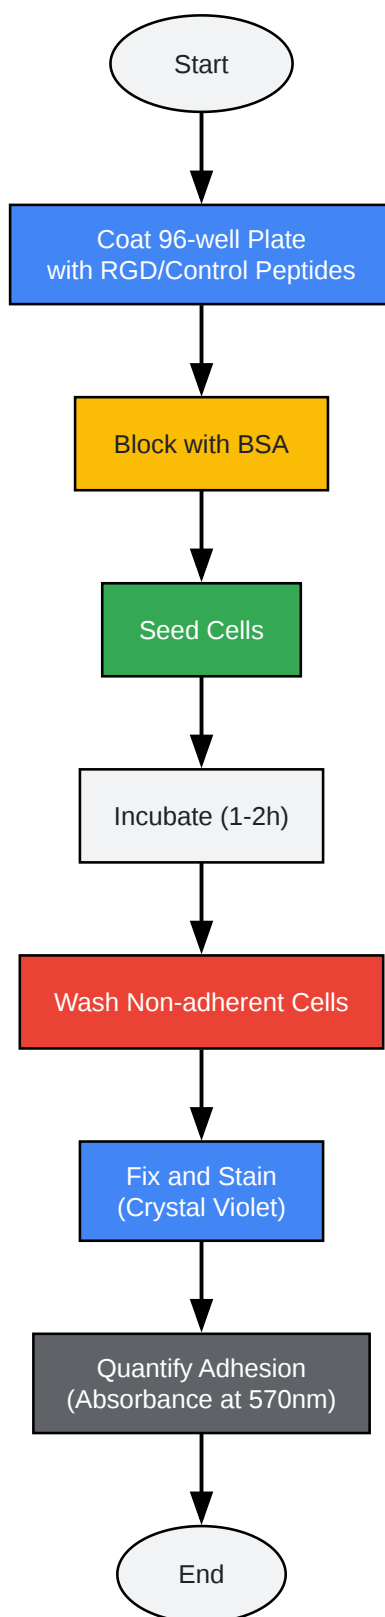 Start
Coat 96-well Plate
with RGD/Control Peptides
Block with BSA
Seed Cells
Incubate (1-2h)
Wash Non-adherent Cells
Fix and Stain
(Crystal Violet)
Quantify Adhesion
(Absorbance at 570nm)
End